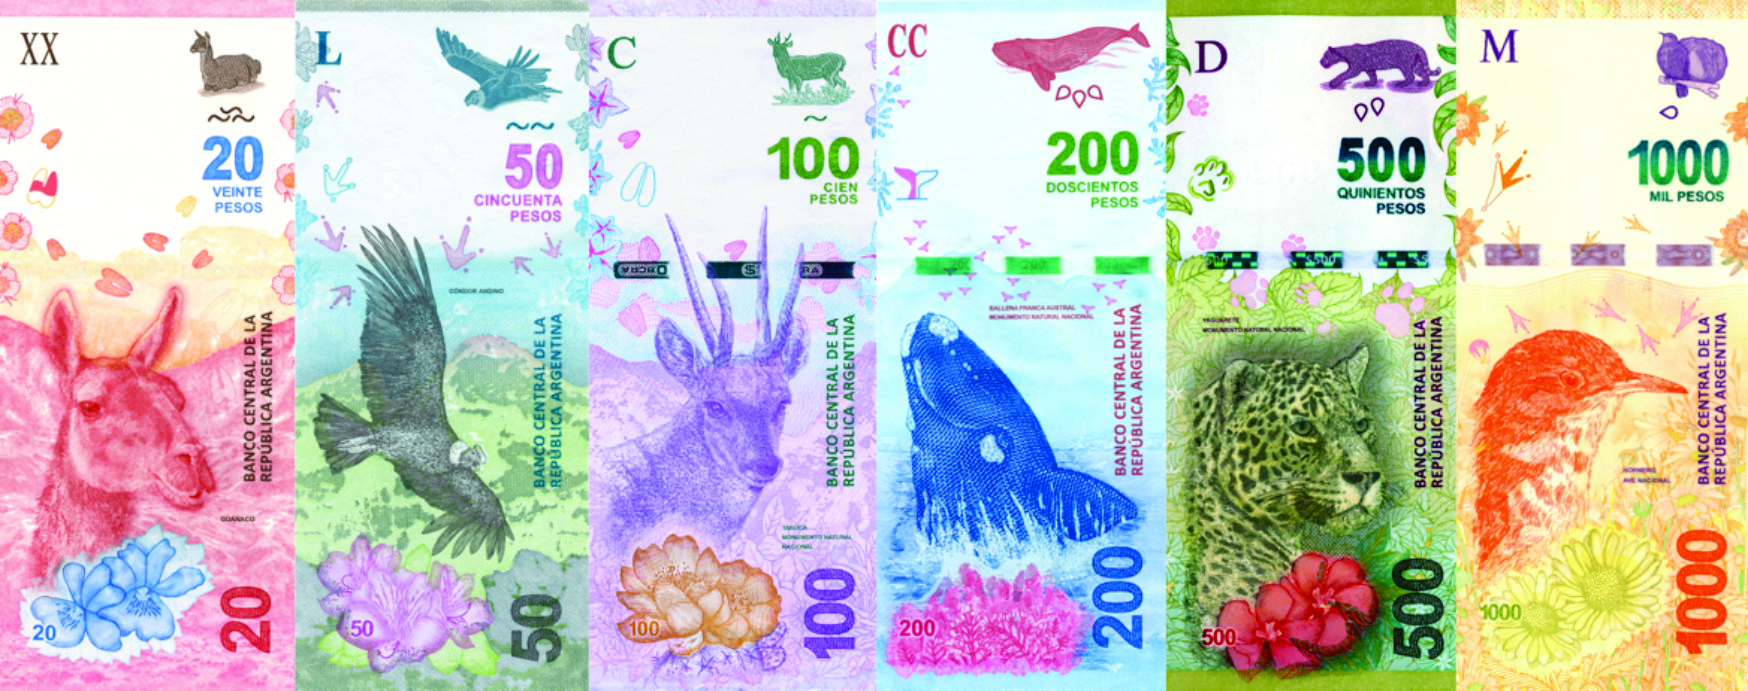 XX
20
VEINTE
PESOS
BANCO CENTRAL DE LA
REPÚBLICA ARGENTINA
GUANACO
20
20
L
50
CINCUENTA
PESOS
CÓNDOR ANDINO
BANCO CENTRAL DE LA
REPÚBLICA ARGENTINA
50
50
C
100
CIEN
PESOS
BANCO CENTRAL DE LA
REPÚBLICA ARGENTINA
TARUCA
MONUMENTO NATURAL
NACIONAL
100
100
CC
200
DOSCIENTOS
PESOS
200
BALLENA FRANCA AUSTRAL
MONUMENTO NATURAL NACIONAL
BANCO CENTRAL DE LA
REPÚBLICA ARGENTINA
200
200
D
500
QUINIENTOS
PESOS
YAGUARETÉ
MONUMENTO NATURAL NACIONAL
BANCO CENTRAL DE LA
REPÚBLICA ARGENTINA
500
500
M
1000
MIL PESOS
BANCO CENTRAL DE LA
REPÚBLICA ARGENTINA
HORNERO
AVE NACIONAL
1000
1000